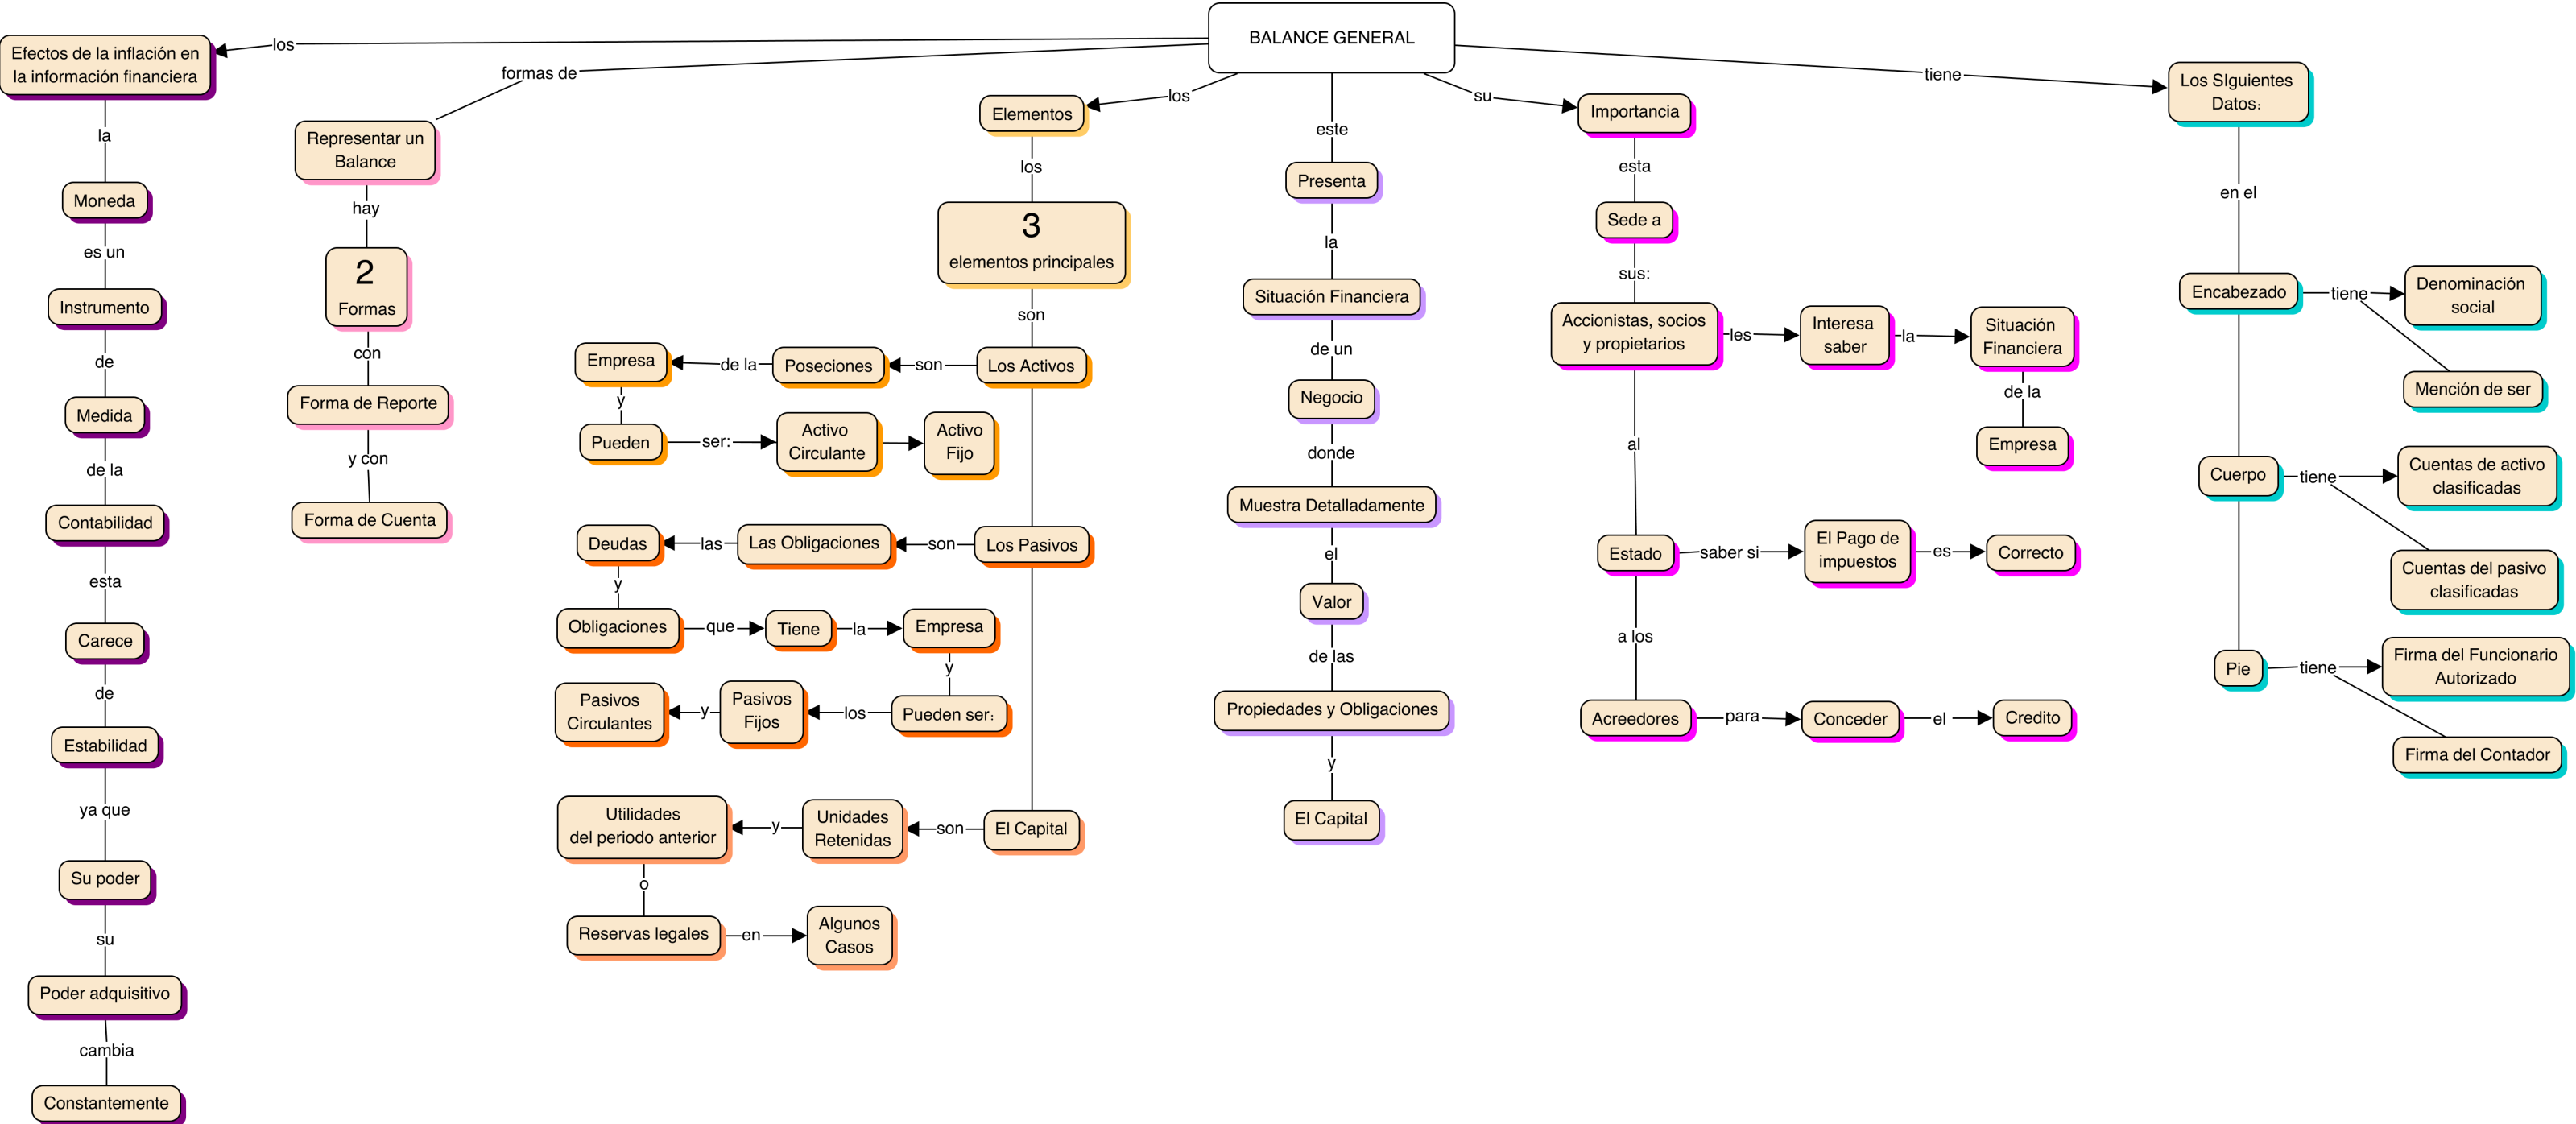 BALANCE GENERAL
los
Efectos de la inflación en
la información financiera
la
Moneda
es un
Instrumento
de
Medida
de la
Contabilidad
esta
Carece
de
Estabilidad
ya que
Su poder
su
Poder adquisitivo
cambia
Constantemente
formas de
Representar un
Balance
hay
2
Formas
con
Forma de Reporte
y con
Forma de Cuenta
los
Elementos
los
3
elementos principales
son
Los Activos
son
Poseciones
de la
Empresa
y
Pueden
ser:
Activo
Circulante
Activo
Fijo
Los Pasivos
son
Las Obligaciones
las
Deudas
y
Obligaciones
que
Tiene
la
Empresa
y
Pueden ser:
los
Pasivos
Fijos
y
Pasivos
Circulantes
El Capital
son
Unidades
Retenidas
y
Utilidades
del periodo anterior
o
Reservas legales
en
Algunos
Casos
este
Presenta
la
Situación Financiera
de un
Negocio
donde
Muestra Detalladamente
el
Valor
de las
Propiedades y Obligaciones
y
El Capital
su
Importancia
esta
Sede a
sus:
Accionistas, socios
y propietarios
les
Interesa
saber
la
Situación
Financiera
de la
Empresa
al
Estado
saber si
El Pago de
impuestos
es
Correcto
a los
Acreedores
para
Conceder
el
Credito
tiene
Los SIguientes
Datos:
en el
Encabezado
tiene
Denominación
social
Mención de ser
Cuerpo
tiene
Cuentas de activo
clasificadas
Cuentas del pasivo
clasificadas
Pie
tiene
Firma del Funcionario
Autorizado
Firma del Contador